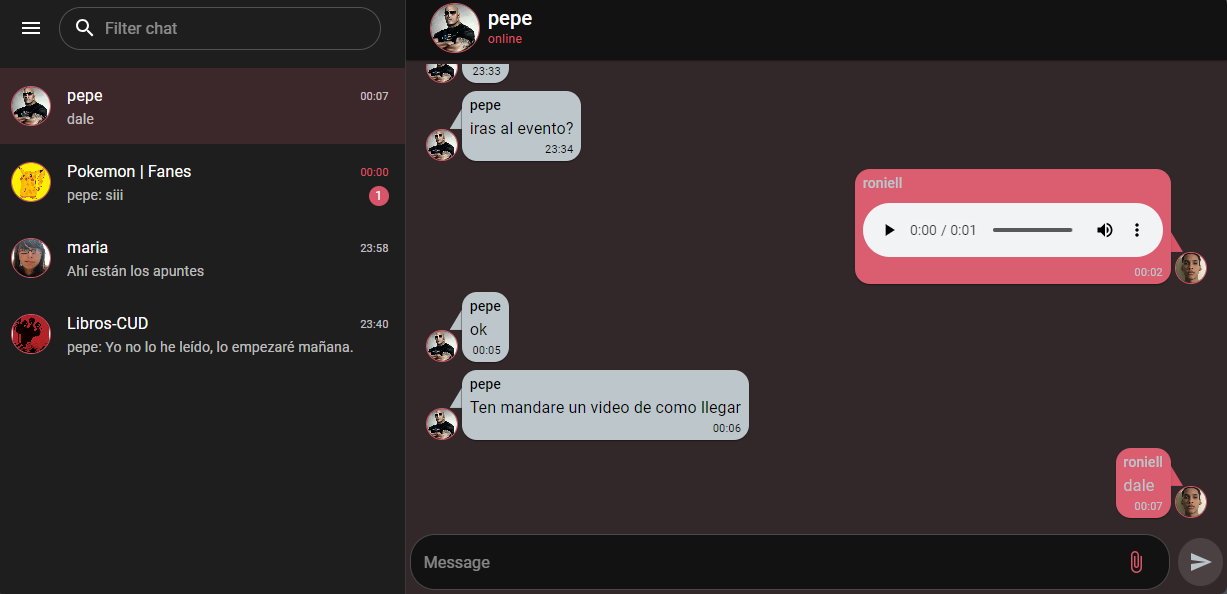 Filter chat
pepe
00:07
dale
Pokemon | Fanes
00:00
pepe: siii
1
maria
23:58
Ahí están los apuntes
Libros-CUD
23:40
pepe: Yo no lo he leído, lo empezaré mañana.
pepe
online
23:33
pepe
iras al evento?
23:34
roniell
0:00 / 0:01
00:02
pepe
ok
00:05
pepe
Ten mandare un video de como llegar
00:06
roniell
dale
00:07
Message